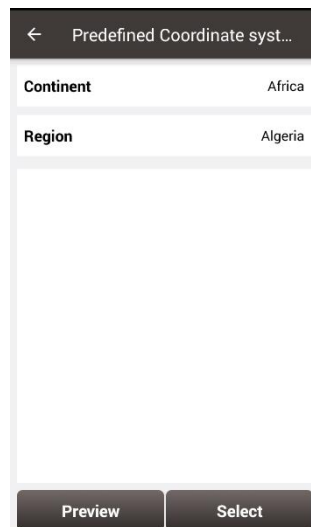 ← Predefined Coordinate syst...
Continent Africa
Region Algeria
Preview Select